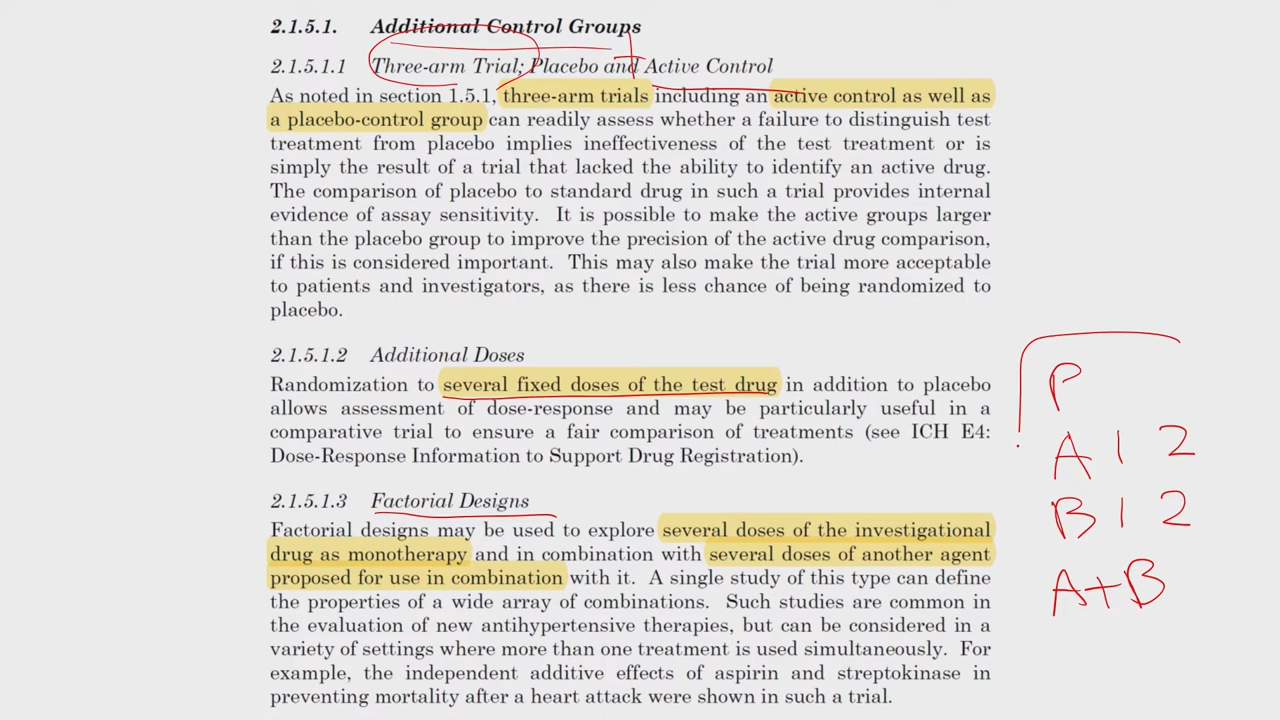 2.1.5.1. Additional Control Groups
2.1.5.1.1 Three-arm Trial; Placebo and Active Control
As noted in section 1.5.1, three-arm trials including an active control as well as
a placebo-control group can readily assess whether a failure to distinguish test
treatment from placebo implies ineffectiveness of the test treatment or is
simply the result of a trial that lacked the ability to identify an active drug.
The comparison of placebo to standard drug in such a trial provides internal
evidence of assay sensitivity. It is possible to make the active groups larger
than the placebo group to improve the precision of the active drug comparison,
if this is considered important. This may also make the trial more acceptable
to patients and investigators, as there is less chance of being randomized to
placebo.
2.1.5.1.2 Additional Doses
Randomization to several fixed doses of the test drug in addition to placebo
allows assessment of dose-response and may be particularly useful in a
comparative trial to ensure a fair comparison of treatments (see ICH E4:
Dose-Response Information to Support Drug Registration).
2.1.5.1.3 Factorial Designs
Factorial designs may be used to explore several doses of the investigational
drug as monotherapy and in combination with several doses of another agent
proposed for use in combination with it. A single study of this type can define
the properties of a wide array of combinations. Such studies are common in
the evaluation of new antihypertensive therapies, but can be considered in a
variety of settings where more than one treatment is used simultaneously. For
example, the independent additive effects of aspirin and streptokinase in
preventing mortality after a heart attack were shown in such a trial.
P
A 1 2
B 1 2
A+B